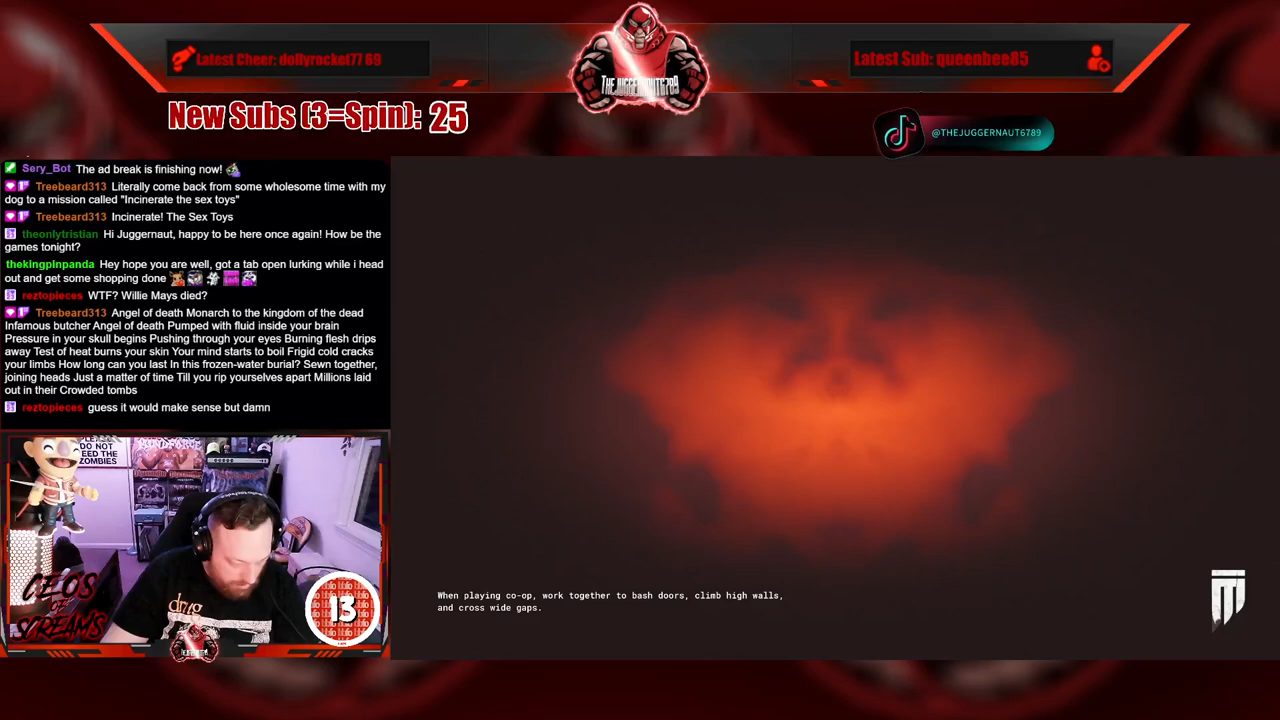 Latest Cheer: dollyrocket77 89
THEJUGGERNAUT6789
Latest Sub: queenbee85
New Subs (3=Spin): 25
@THEJUGGERNAUT6789
Sery_Bot The ad break is finishing now!
Treebeard313 Literally come back from some wholesome time with my
dog to a mission called "Incinerate the sex toys"
Treebeard313 Incinerate! The Sex Toys
theonlytristian Hi Juggernaut, happy to be here once again! How be the
games tonight?
thekingpinpanda Hey hope you are well, got a tab open lurking while i head
out and get some shopping done
reztopieces WTF? Willie Mays died?
Treebeard313 Angel of death Monarch to the kingdom of the dead
Infamous butcher Angel of death Pumped with fluid inside your brain
Pressure in your skull begins Pushing through your eyes Burning flesh drips
away Test of heat burns your skin Your mind starts to boil Frigid cold cracks
your limbs How long can you last In this frozen-water burial? Sewn together,
joining heads Just a matter of time Till you rip yourselves apart Millions laid
out in their Crowded tombs
reztopieces guess it would make sense but damn
DO NOT
FEED THE
ZOMBIES
CEOS
OF
SCREAMS
drug
13
When playing co-op, work together to bash doors, climb high walls,
and cross wide gaps.